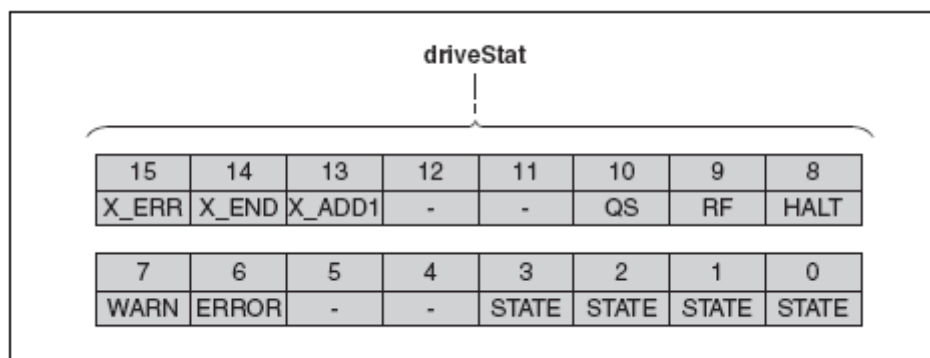 driveStat
15 14 13 12 11 10 9 8
X_ERR X_END X_ADD1 - - QS RF HALT
7 6 5 4 3 2 1 0
WARN ERROR - - STATE STATE STATE STATE